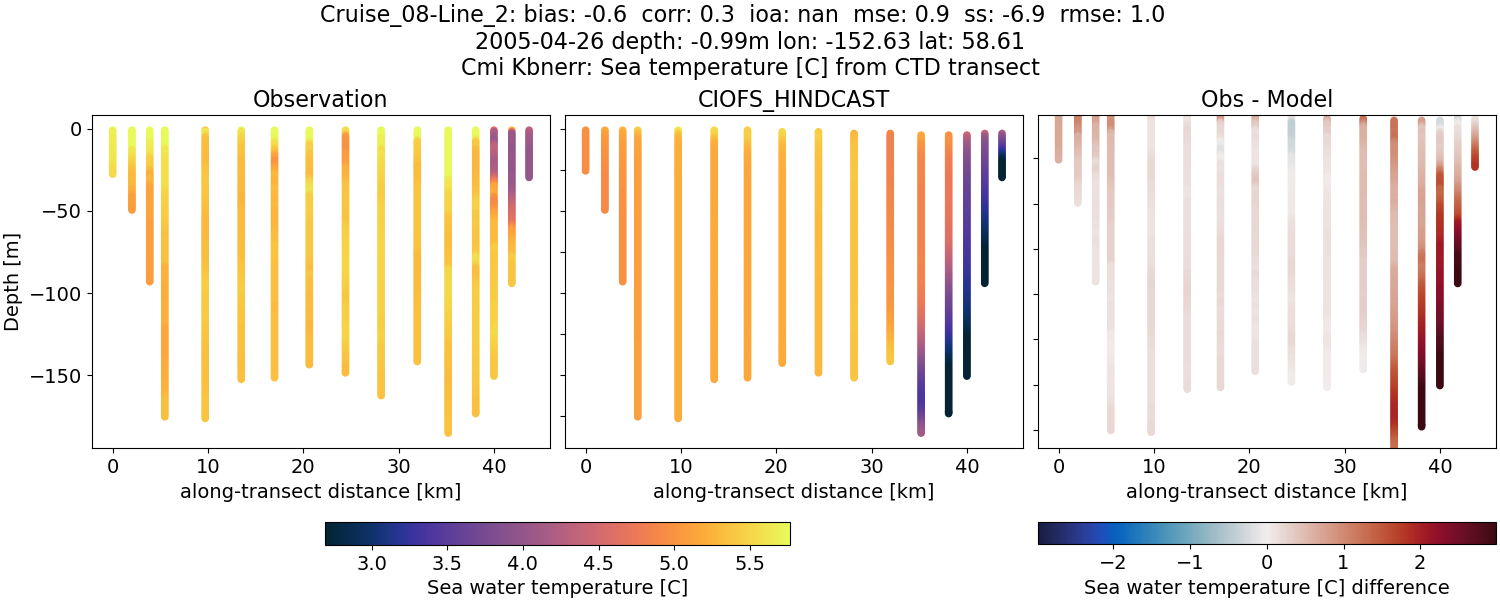 Cruise_08-Line_2: bias: -0.6  corr: 0.3  ioa: nan  mse: 0.9  ss: -6.9  rmse: 1.0
2005-04-26 depth: -0.99m lon: -152.63 lat: 58.61
Cmi Kbnerr: Sea temperature [C] from CTD transect
Observation
CIOFS_HINDCAST
Obs - Model
Depth [m]
0
−50
−100
−150
0 10 20 30 40
0 10 20 30 40
0 10 20 30 40
along-transect distance [km]
along-transect distance [km]
along-transect distance [km]
3.0 3.5 4.0 4.5 5.0 5.5
Sea water temperature [C]
−2 −1 0 1 2
Sea water temperature [C] difference